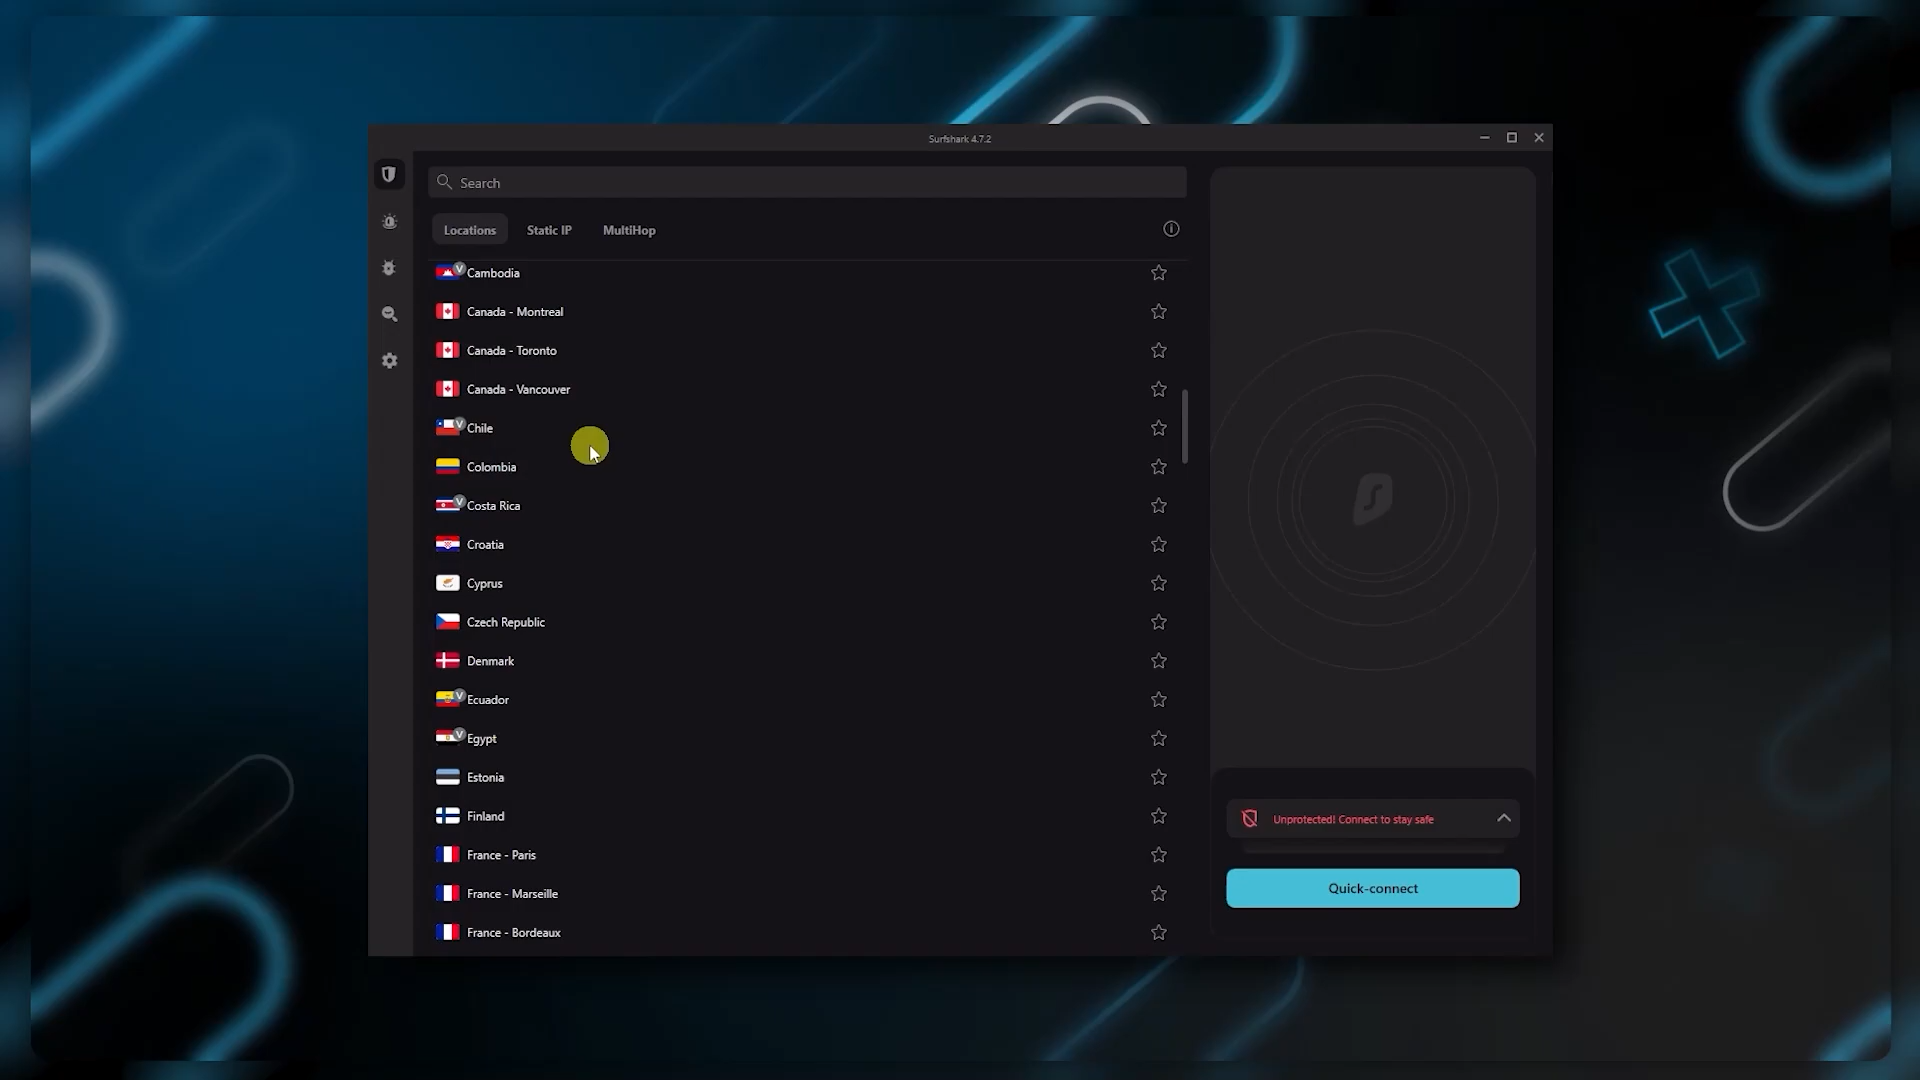 Surfshark 4.7.2
Search
Locations
Static IP
MultiHop
V Cambodia
Canada - Montreal
Canada - Toronto
Canada - Vancouver
V Chile
Colombia
V Costa Rica
Croatia
Cyprus
Czech Republic
Denmark
V Ecuador
V Egypt
Estonia
Finland
France - Paris
France - Marseille
France - Bordeaux
Unprotected! Connect to stay safe
Quick-connect